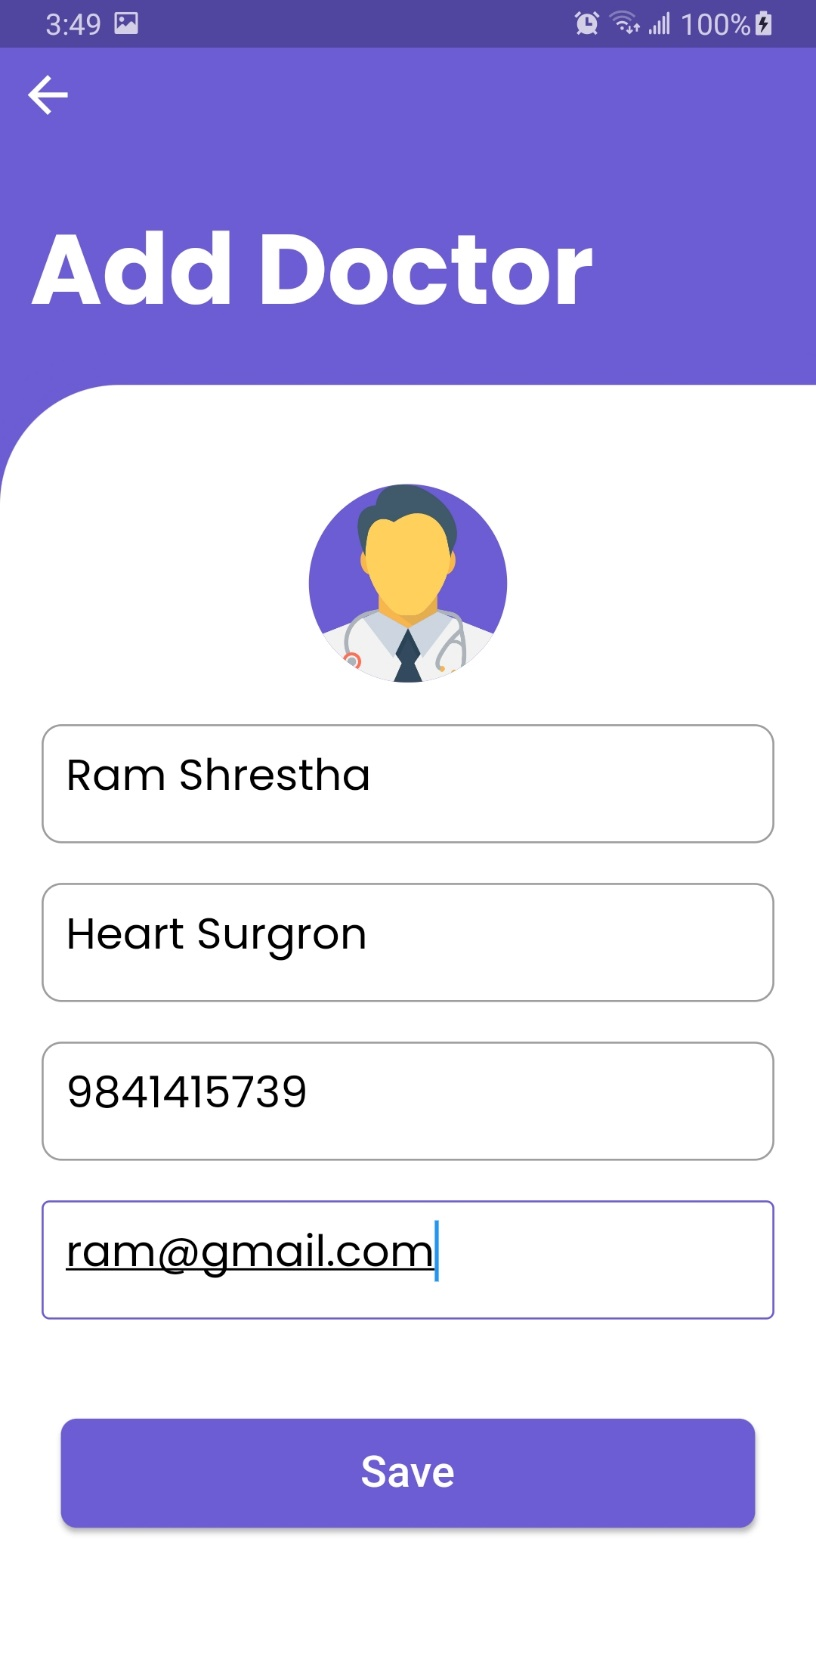 3:49 100%
Add Doctor
Ram Shrestha
Heart Surgron
9841415739
ram@gmail.com
Save